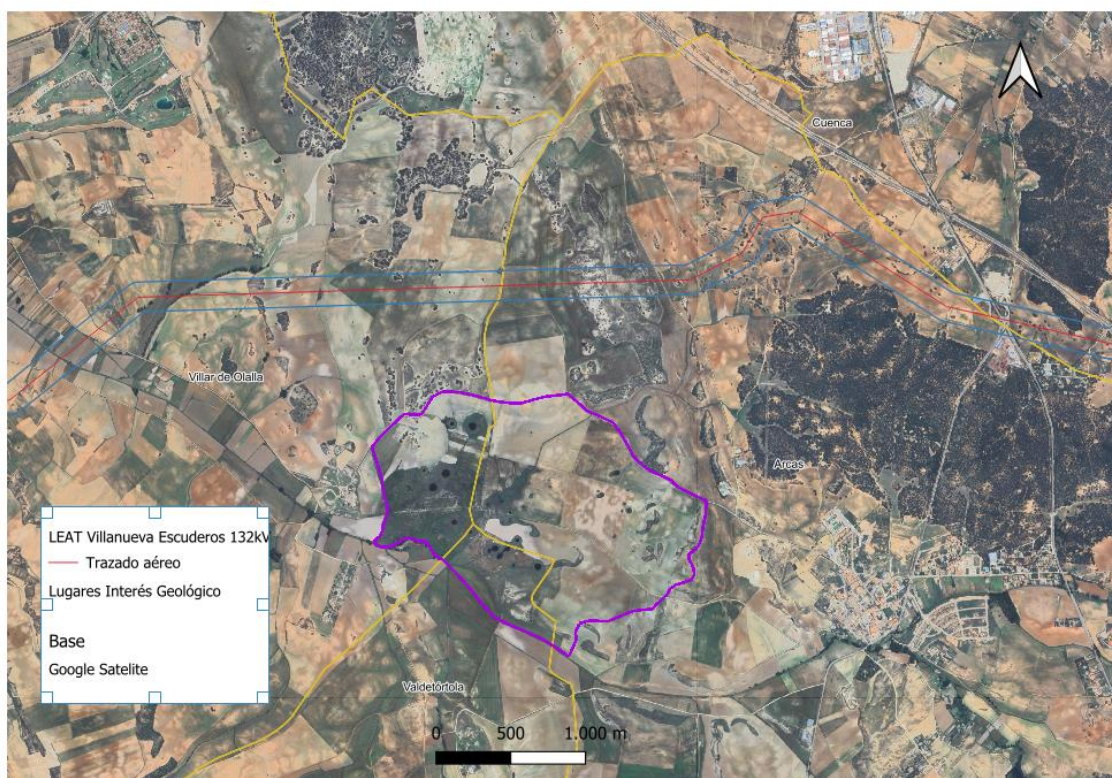 Cuenca
Villar de Olalla
Arcas
LEAT Villanueva Escuderos 132kV
Trazado aéreo
Lugares Interés Geológico
Base
Google Satelite
Valdetórtola
0 500 1.000 m